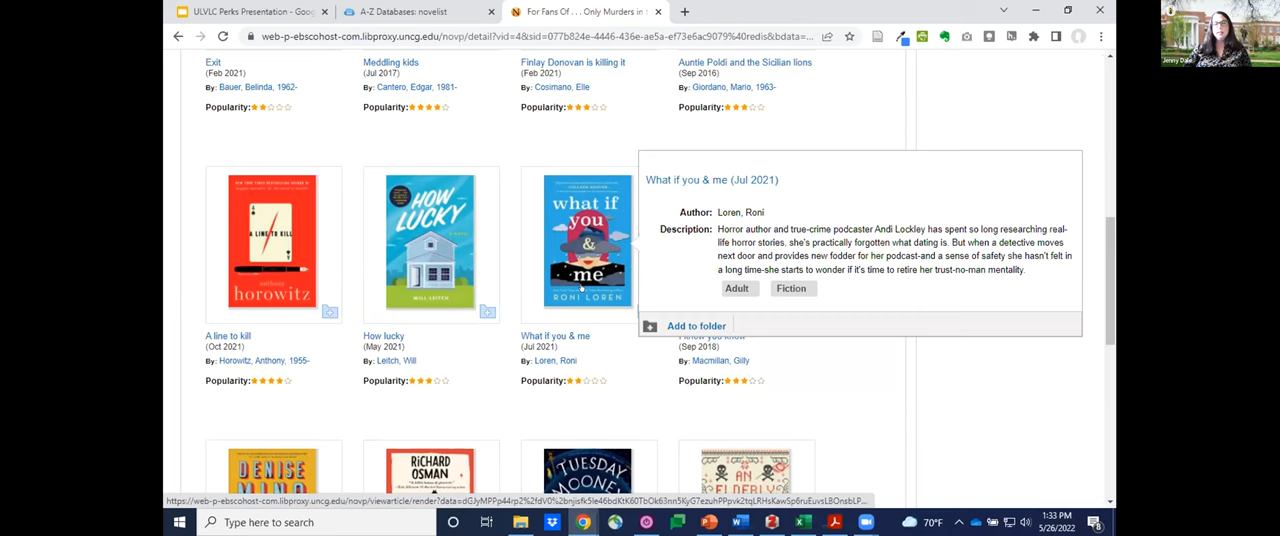 ULVLC Perks Presentation - Goog
A-Z Databases: novelist
For Fans Of . . . Only Murders in t
web-p-ebscohost-com.libproxy.uncg.edu/novp/detail?vid=4&sid=077b824e-4446-436e-ae5a-ef73e6ac9079%40redis&bdata=...
Jenny Dale
Exit
(Feb 2021)
By: Bauer, Belinda, 1962-
Popularity:
Meddling kids
(Jul 2017)
By: Cantero, Edgar, 1981-
Popularity:
Finlay Donovan is killing it
(Feb 2021)
By: Cosimano, Elle
Popularity:
Auntie Poldi and the Sicilian lions
(Sep 2016)
By: Giordano, Mario, 1963-
Popularity:
A LINE TO KILL
anthony
horowitz
HOW
LUCKY
A NOVEL
WILL LEITCH
COLLEEN HOOVER
what if
you
&
me
RONI LOREN
What if you & me (Jul 2021)
Author: Loren, Roni
Description: Horror author and true-crime podcaster Andi Lockley has spent so long researching real-
life horror stories, she's practically forgotten what dating is. But when a detective moves
next door and provides new fodder for her podcast-and a sense of safety she hasn't felt in
a long time-she starts to wonder if it's time to retire her trust-no-man mentality.
Adult
Fiction
Add to folder
A line to kill
(Oct 2021)
By: Horowitz, Anthony, 1955-
Popularity:
How lucky
(May 2021)
By: Leitch, Will
Popularity:
What if you & me
(Jul 2021)
By: Loren, Roni
Popularity:
I know you know
(Sep 2018)
By: Macmillan, Gilly
Popularity:
DENISE
MINA
RICHARD
OSMAN
TUESDAY
MOONEY
AN
ELDERLY
Type here to search
70°F
1:33 PM
5/26/2022
8